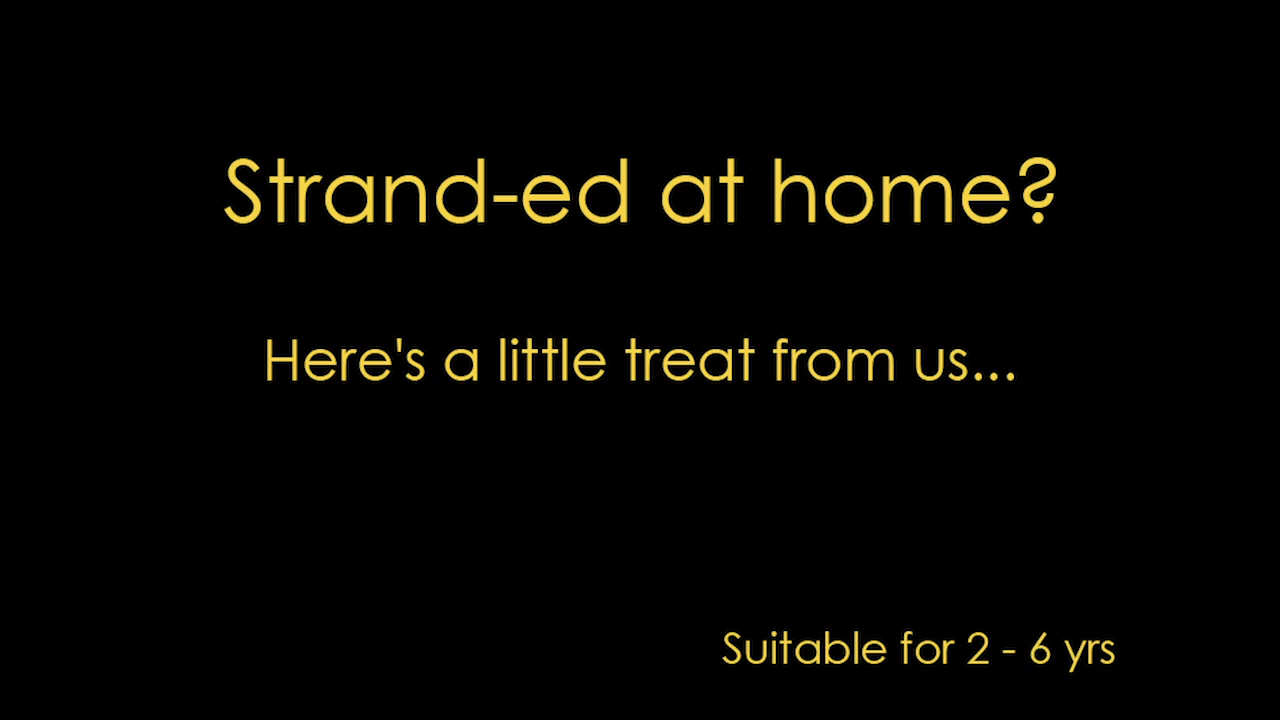 Strand-ed at home?
Here's a little treat from us...
Suitable for 2 - 6 yrs